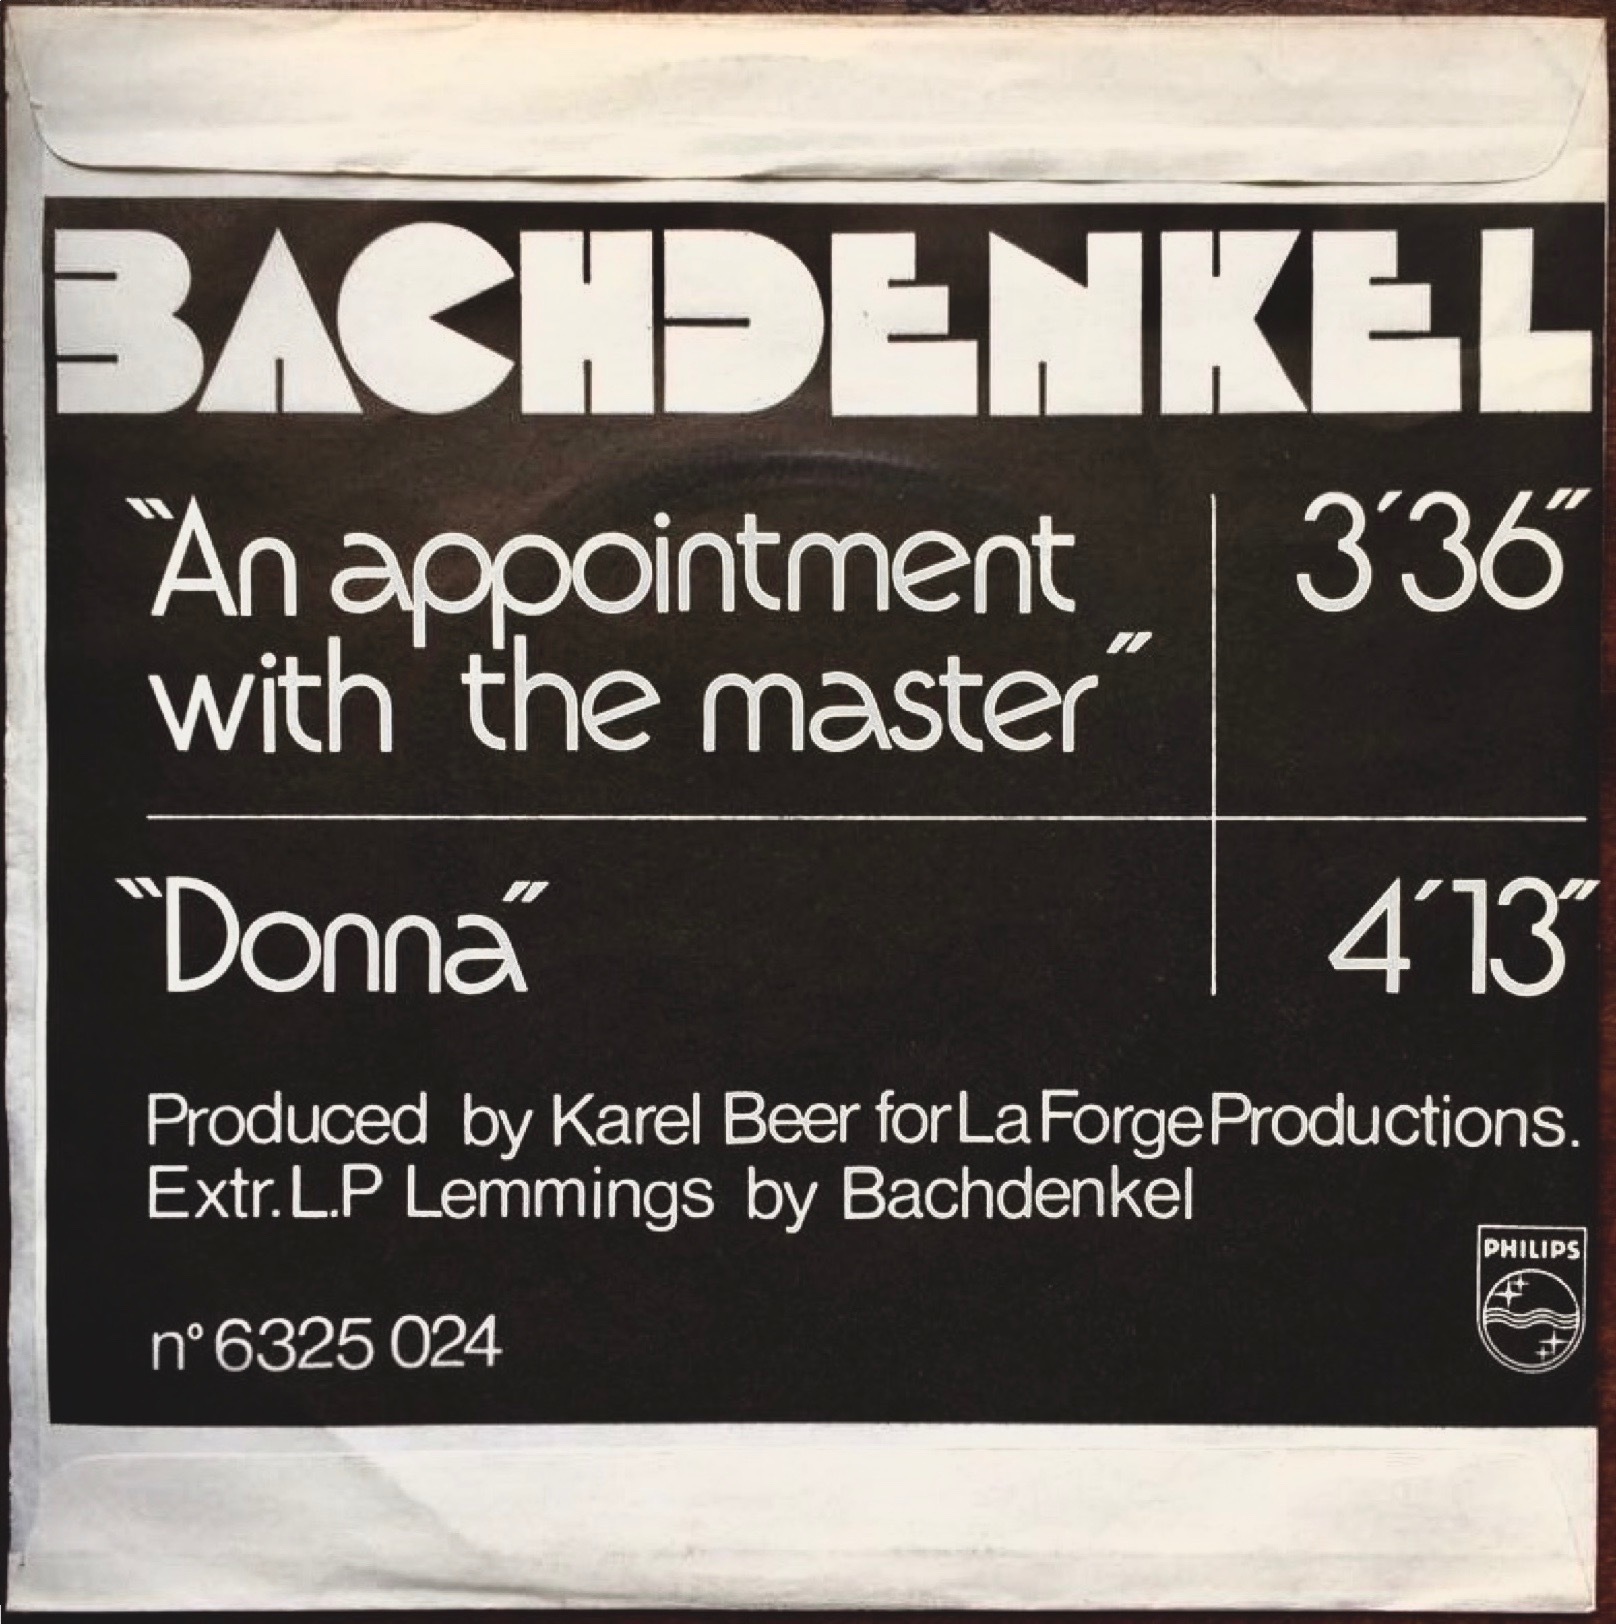 BACHDENKEL
"An appointment
with the master"
3'36"
"Donna"
4'13"
Produced by Karel Beer for La Forge Productions.
Extr. L.P Lemmings by Bachdenkel
PHILIPS
n° 6325 024